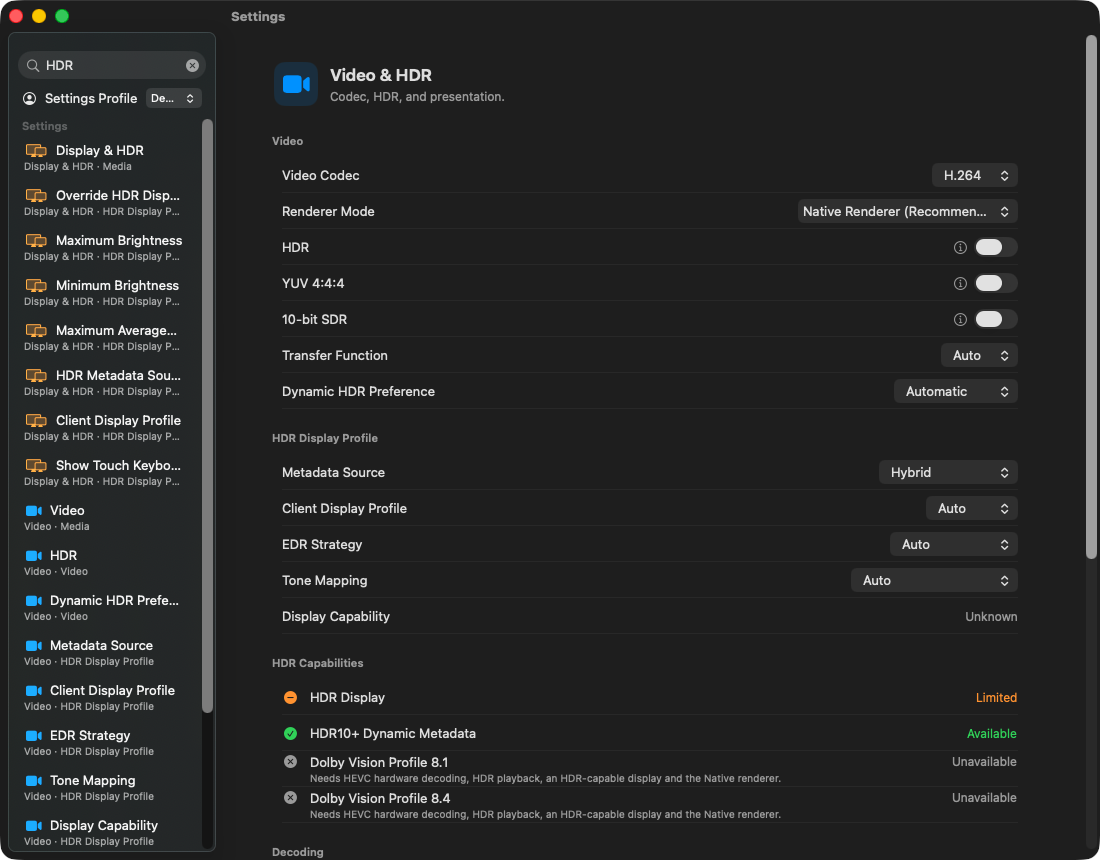 Settings
HDR
Settings Profile De...
Settings
Display & HDR
Display & HDR · Media
Override HDR Disp...
Display & HDR · HDR Display P...
Maximum Brightness
Display & HDR · HDR Display P...
Minimum Brightness
Display & HDR · HDR Display P...
Maximum Average...
Display & HDR · HDR Display P...
HDR Metadata Sou...
Display & HDR · HDR Display P...
Client Display Profile
Display & HDR · HDR Display P...
Show Touch Keybo...
Display & HDR · HDR Display P...
Video
Video · Media
HDR
Video · Video
Dynamic HDR Prefe...
Video · Video
Metadata Source
Video · HDR Display Profile
Client Display Profile
Video · HDR Display Profile
EDR Strategy
Video · HDR Display Profile
Tone Mapping
Video · HDR Display Profile
Display Capability
Video · HDR Display Profile
Video & HDR
Codec, HDR, and presentation.
Video
Video Codec H.264
Renderer Mode Native Renderer (Recommen...
HDR
YUV 4:4:4
10-bit SDR
Transfer Function Auto
Dynamic HDR Preference Automatic
HDR Display Profile
Metadata Source Hybrid
Client Display Profile Auto
EDR Strategy Auto
Tone Mapping Auto
Display Capability Unknown
HDR Capabilities
HDR Display Limited
HDR10+ Dynamic Metadata Available
Dolby Vision Profile 8.1 Unavailable
Needs HEVC hardware decoding, HDR playback, an HDR-capable display and the Native renderer.
Dolby Vision Profile 8.4 Unavailable
Needs HEVC hardware decoding, HDR playback, an HDR-capable display and the Native renderer.
Decoding